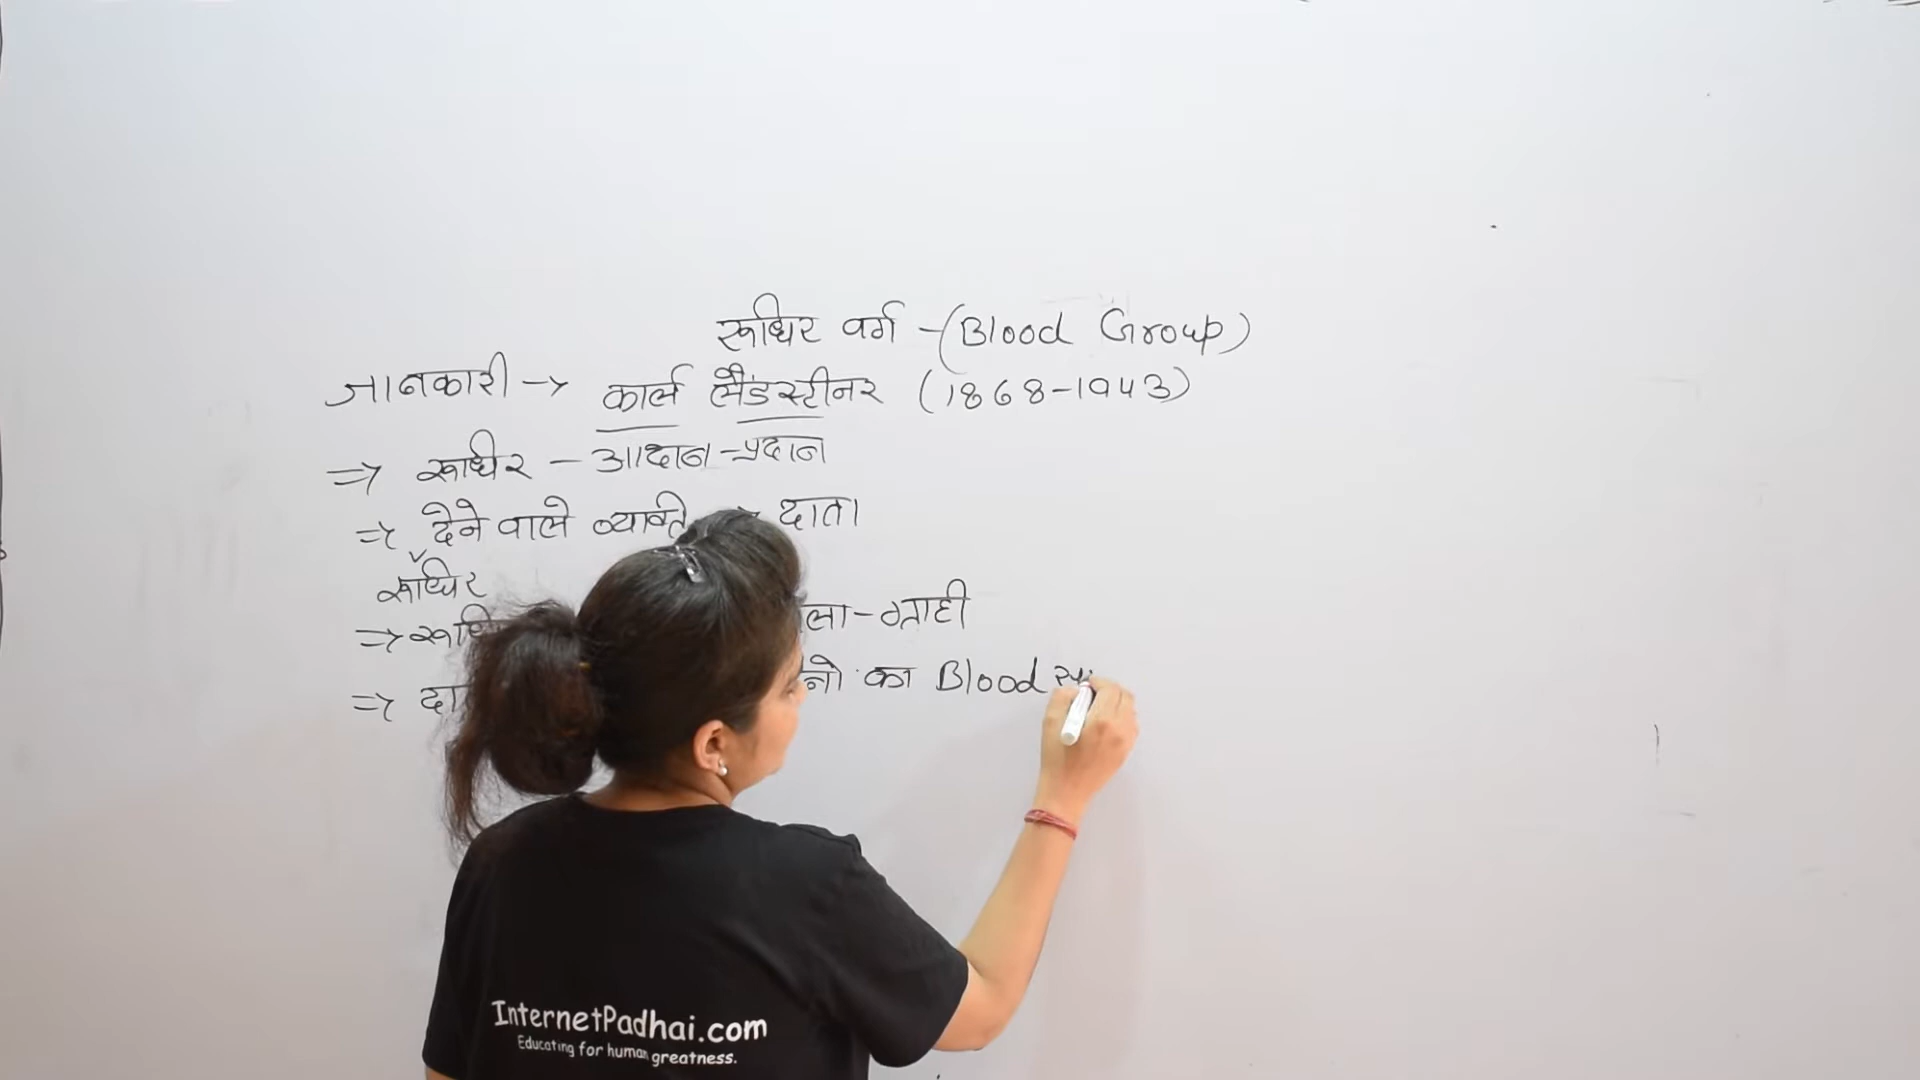 रूधिर वर्ग - (Blood Group)
जानकारी → कार्ल लैंडस्टीनर (1868-1943)
⇒ रूधिर - आदान-प्रदान
⇒ देने वाले व्यक्ति → दाता
रूधिर
⇒ रूधि
ला - ग्राही
⇒ दा नो का Blood
InternetPadhai.com
Educating for human greatness.